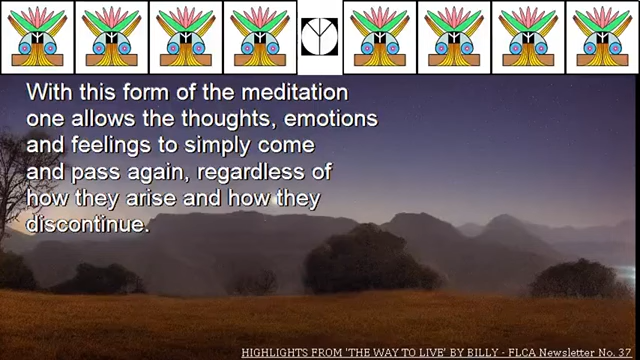 With this form of the meditation
one allows the thoughts, emotions
and feelings to simply come
and pass again, regardless of
how they arise and how they
discontinue.
HIGHLIGHTS FROM 'THE WAY TO LIVE' BY BILLY - FLCA Newsletter No. 37